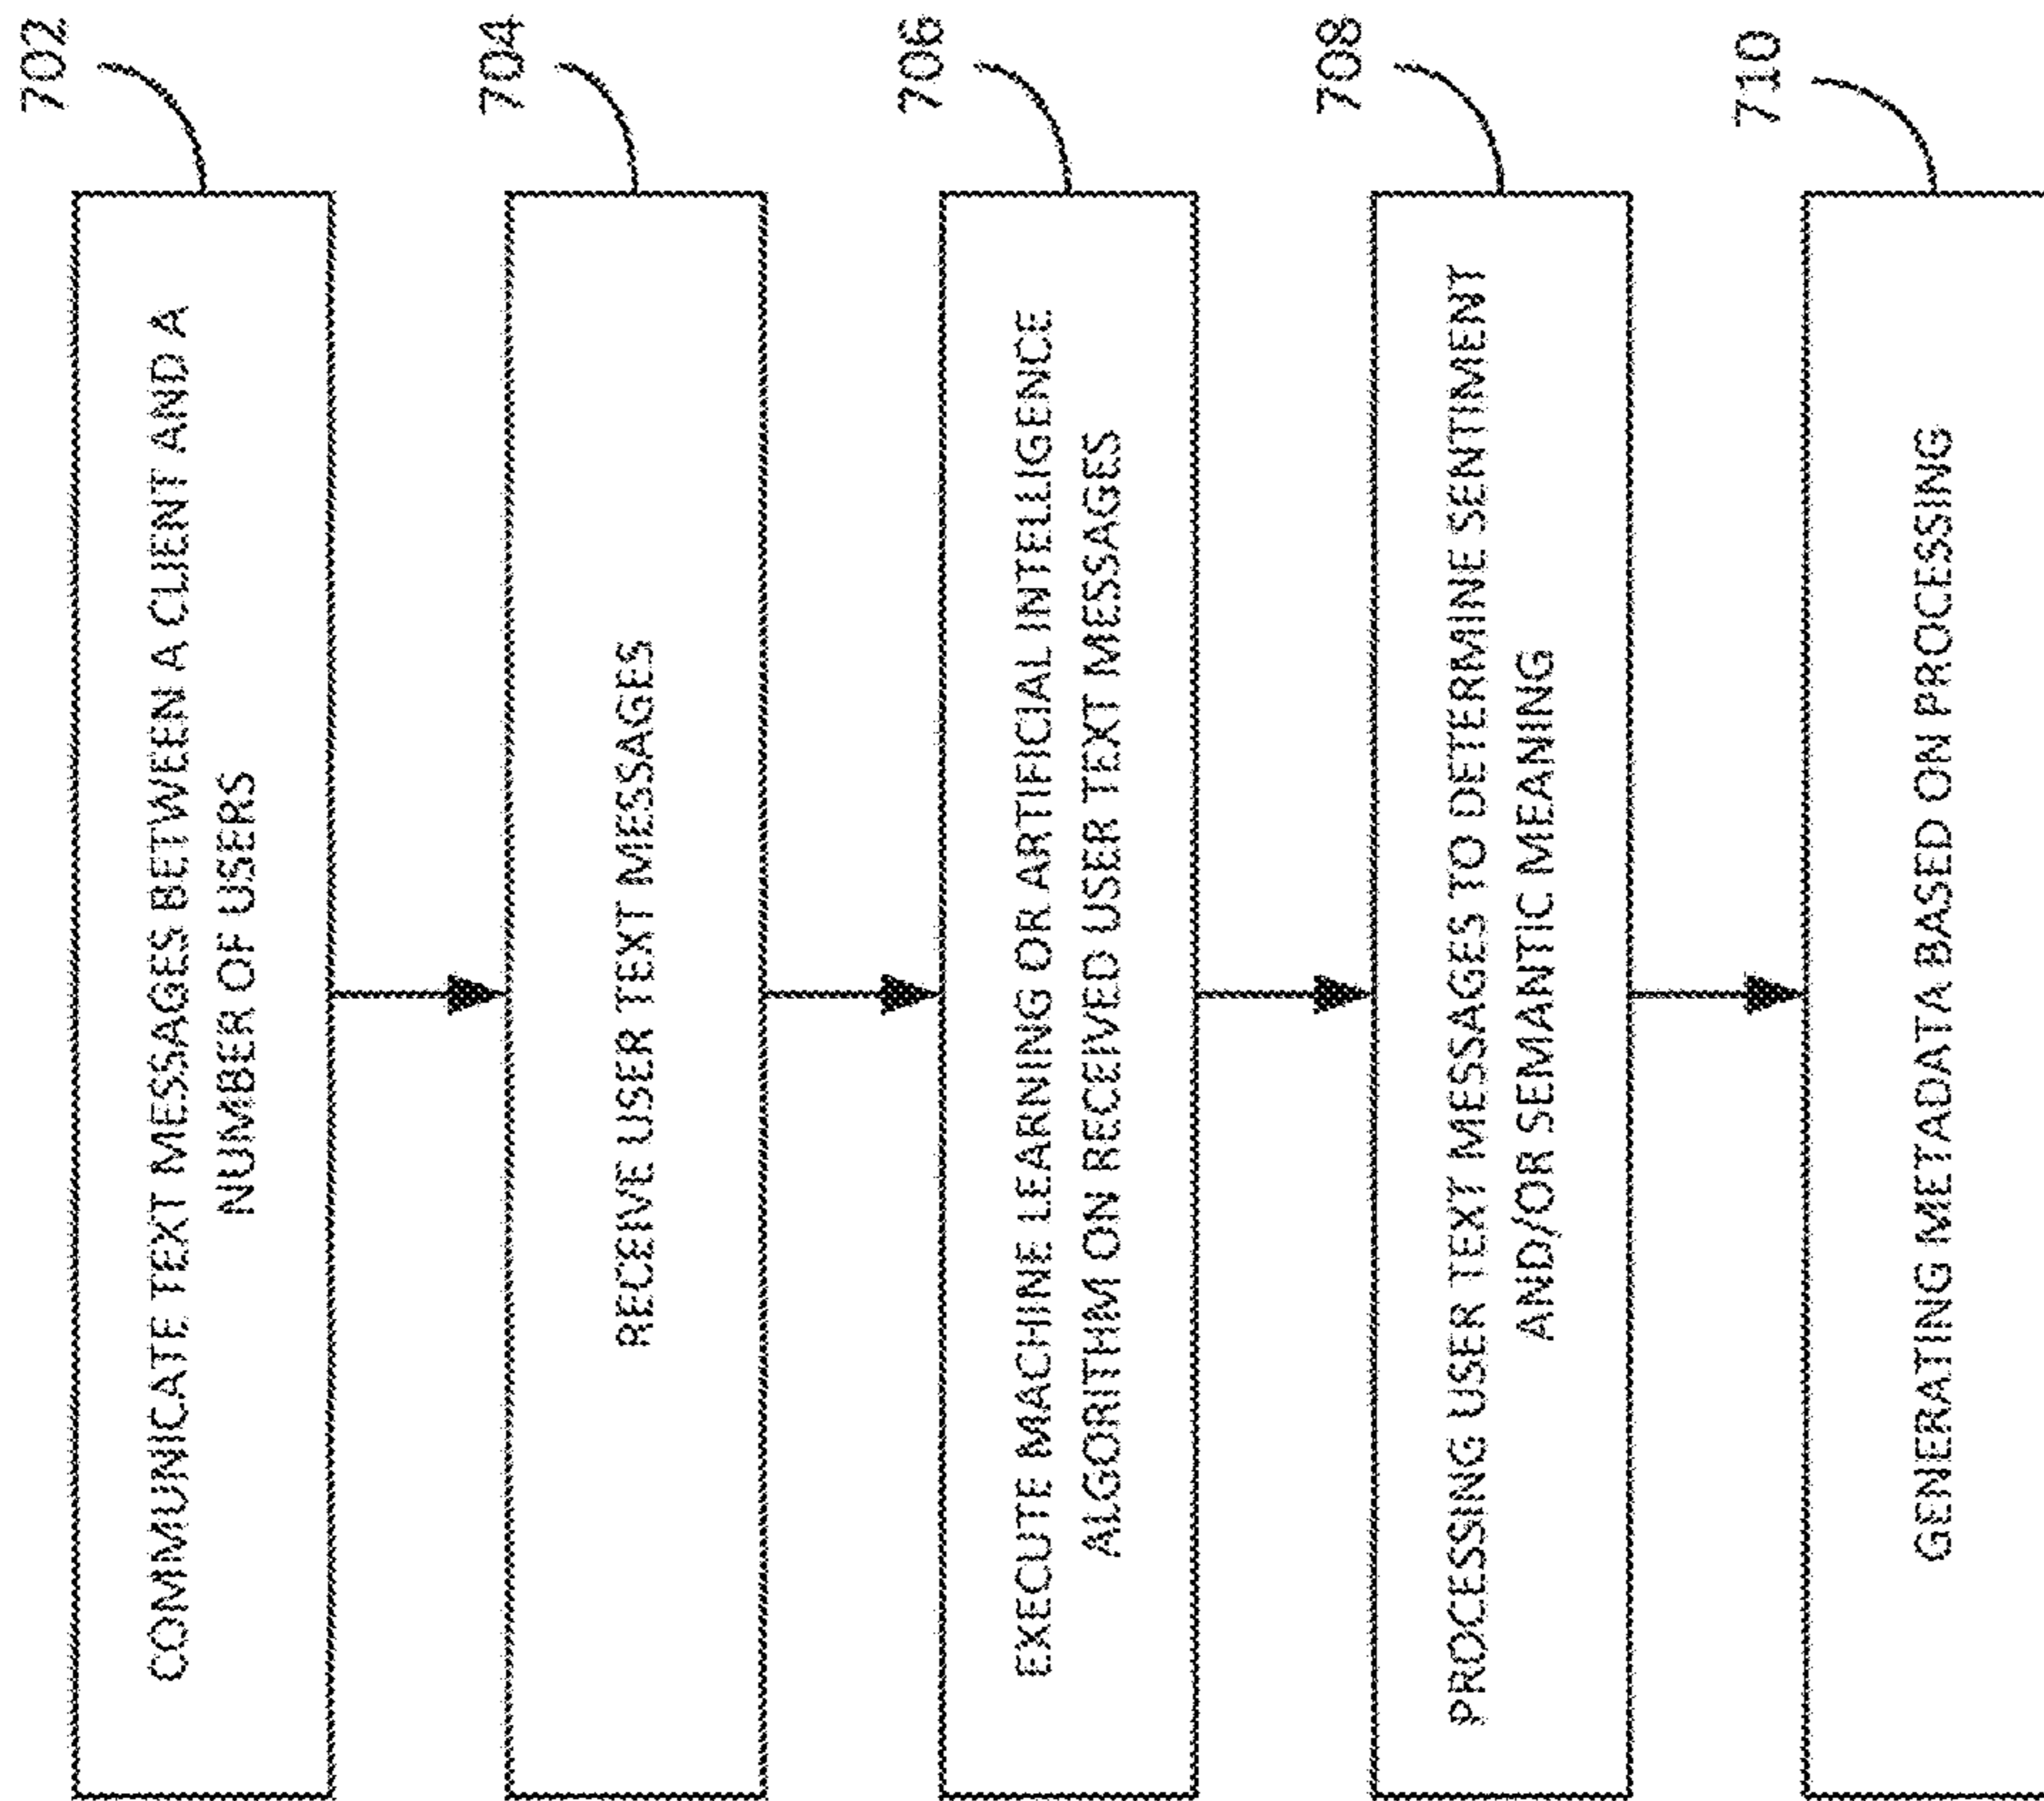 702
COMMUNICATE TEXT MESSAGES BETWEEN A CLIENT AND A
NUMBER OF USERS
704
RECEIVE USER TEXT MESSAGES
706
EXECUTE MACHINE LEARNING OR ARTIFICIAL INTELLIGENCE
ALGORITHM ON RECEIVED USER TEXT MESSAGES
708
PROCESSING USER TEXT MESSAGES TO DETERMINE SENTIMENT
AND/OR SEMANTIC MEANING
710
GENERATING METADATA BASED ON PROCESSING